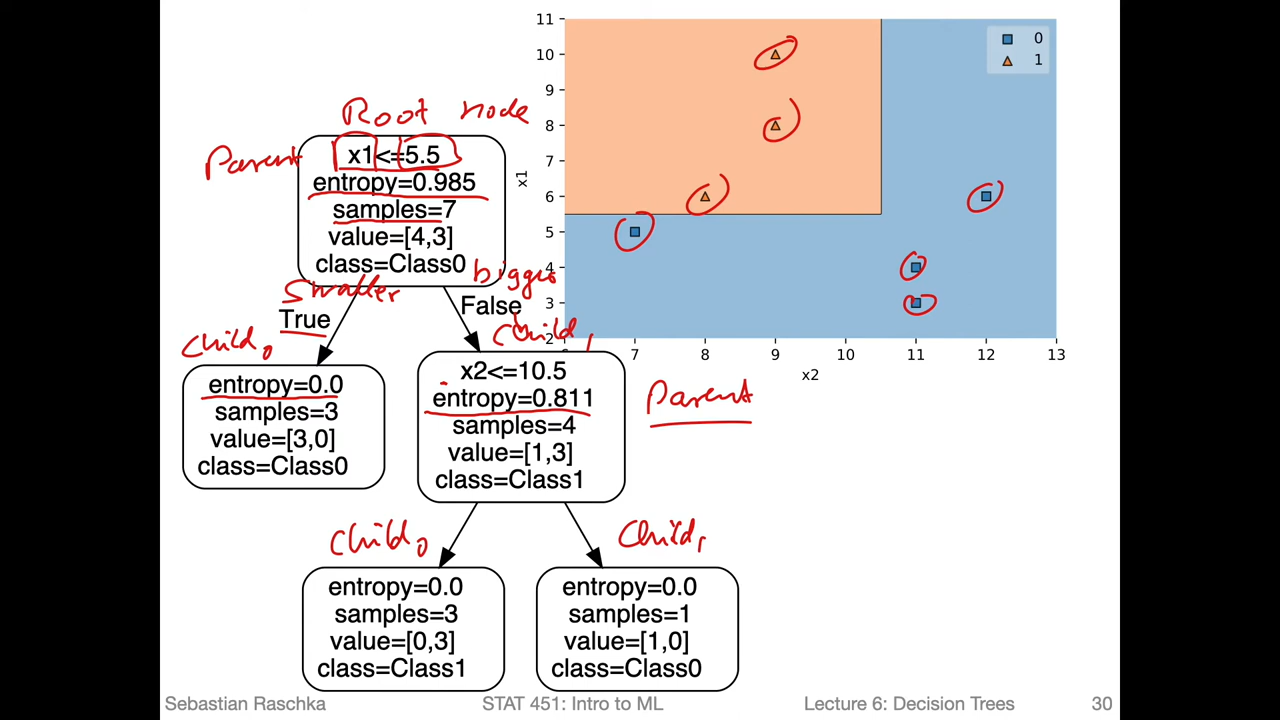 Root node
Parent
x1<=5.5
entropy=0.985
samples=7
value=[4,3]
class=Class0
Smaller
bigger
True
False
Child0
Child1
entropy=0.0
samples=3
value=[3,0]
class=Class0
x2<=10.5
entropy=0.811
samples=4
value=[1,3]
class=Class1
Parent
Child0
Child1
entropy=0.0
samples=3
value=[0,3]
class=Class1
entropy=0.0
samples=1
value=[1,0]
class=Class0
11
10
9
8
7
6
5
4
3
2
x1
6 7 8 9 10 11 12 13
x2
0
1
Sebastian Raschka STAT 451: Intro to ML Lecture 6: Decision Trees 30